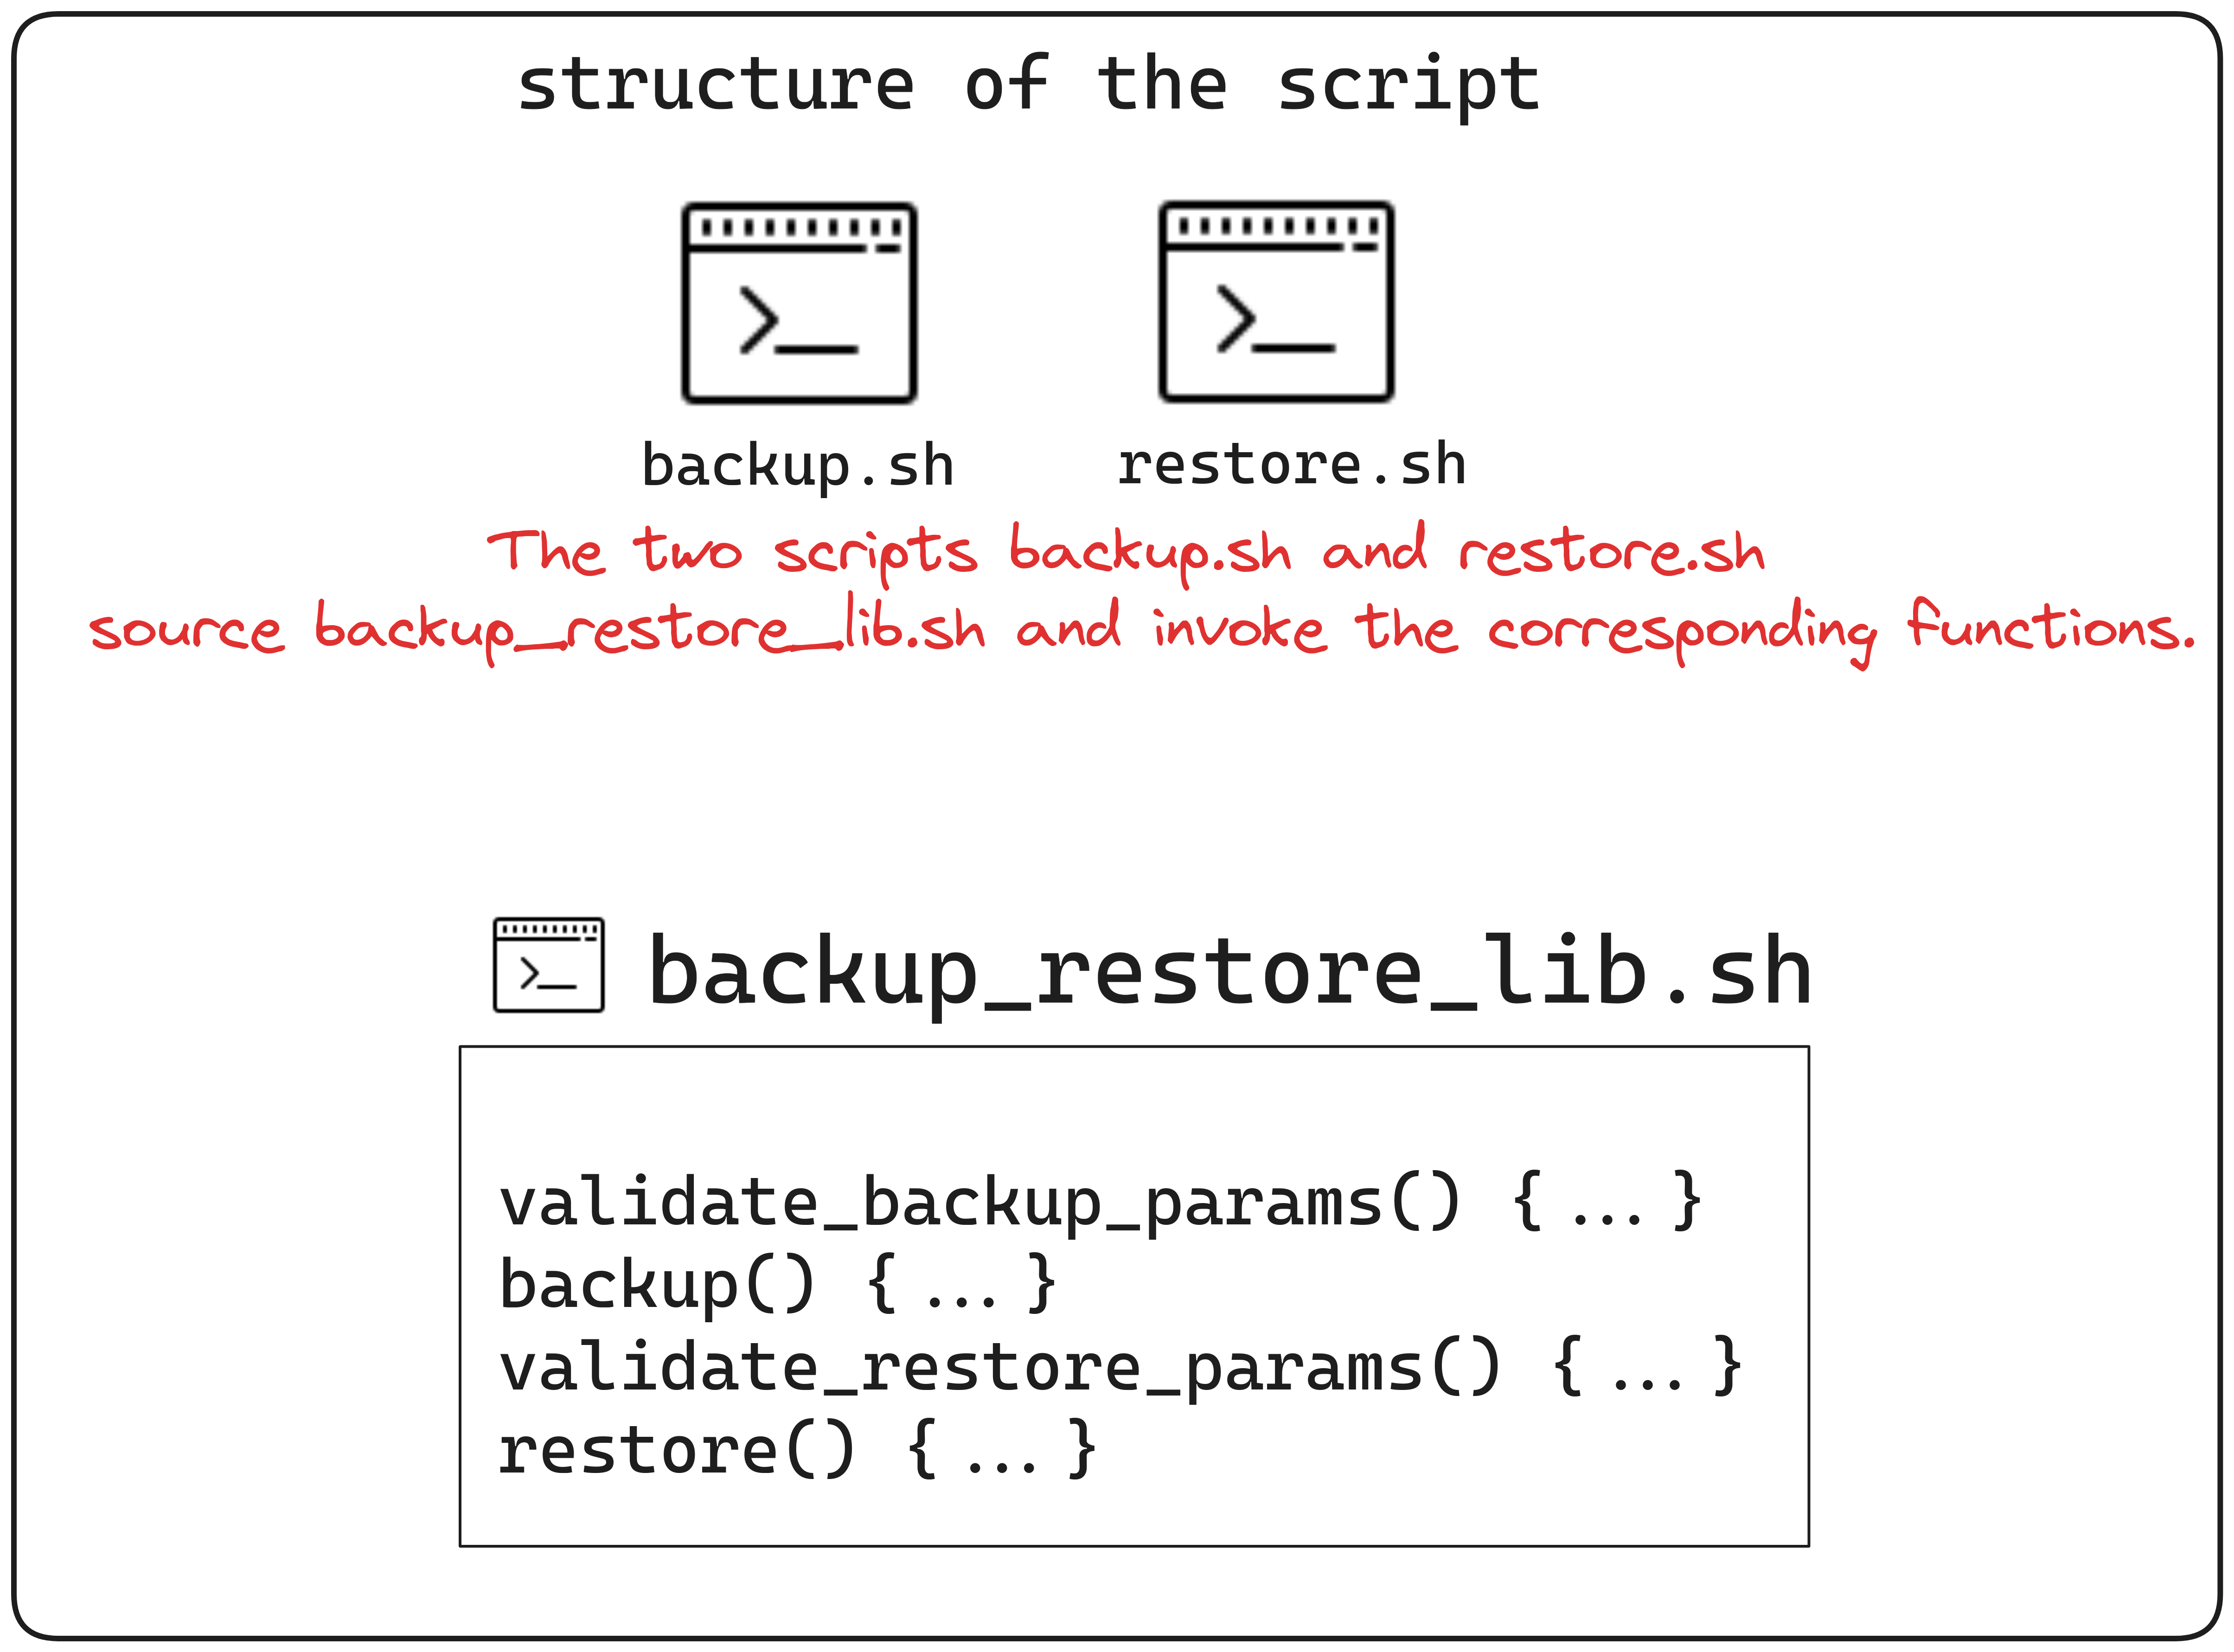 structure of the script
backup.sh restore.sh
The two scripts backup.sh and restore.sh
source backup_restore_lib.sh and invoke the corresponding functions.
backup_restore_lib.sh
validate_backup_params() { ... }
backup() { ... }
validate_restore_params() { ... }
restore() { ... }